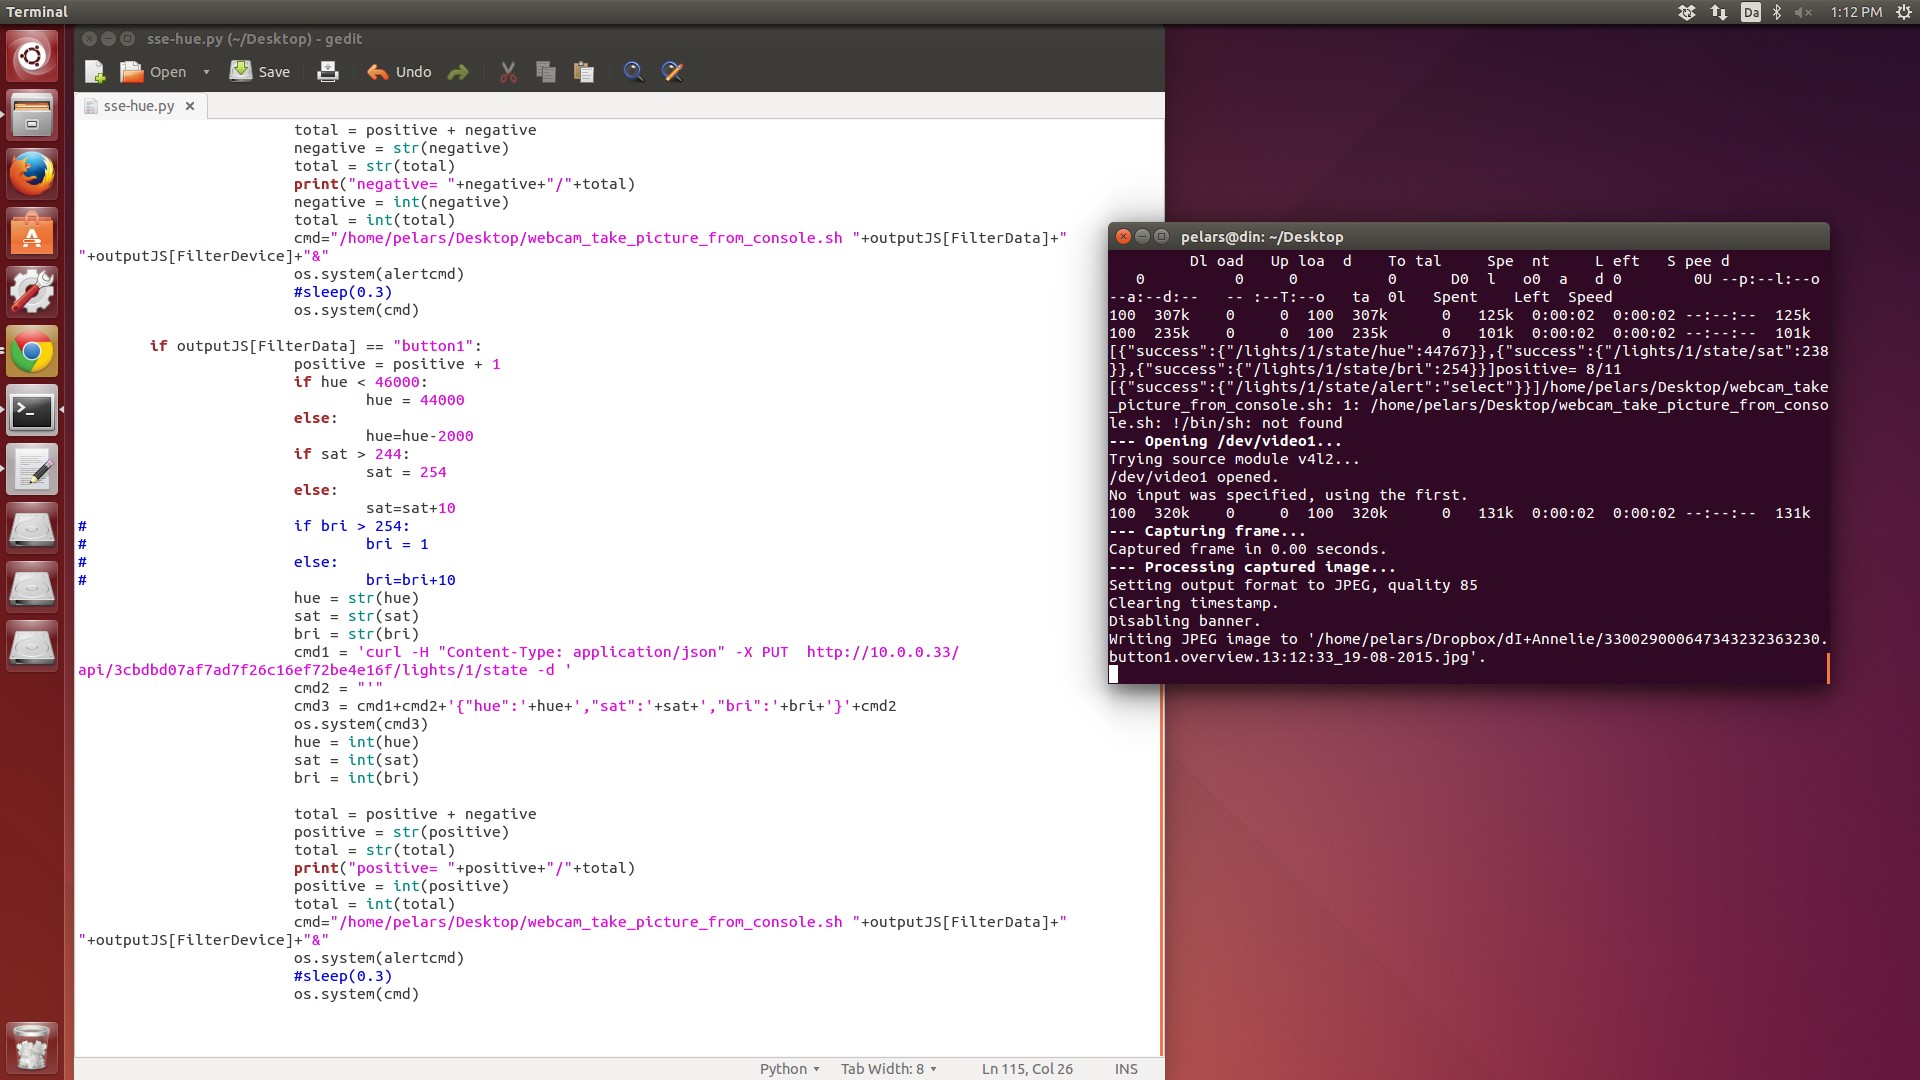 Terminal
Da
1:12 PM
sse-hue.py (~/Desktop) - gedit
Open
Save
Undo
sse-hue.py ×
total = positive + negative
negative = str(negative)
total = str(total)
print("negative= "+negative+"/"+total)
negative = int(negative)
total = int(total)
cmd="/home/pelars/Desktop/webcam_take_picture_from_console.sh "+outputJS[FilterData]+"
"+outputJS[FilterDevice]+"&"
os.system(alertcmd)
#sleep(0.3)
os.system(cmd)
if outputJS[FilterData] == "button1":
positive = positive + 1
if hue < 46000:
hue = 44000
else:
hue=hue-2000
if sat > 244:
sat = 254
else:
sat=sat+10
# if bri > 254:
# bri = 1
# else:
# bri=bri+10
hue = str(hue)
sat = str(sat)
bri = str(bri)
cmd1 = 'curl -H "Content-Type: application/json" -X PUT  http://10.0.0.33/
api/3cbdbd07af7ad7f26c16ef72be4e16f/lights/1/state -d '
cmd2 = "'"
cmd3 = cmd1+cmd2+'{"hue":'+hue+',"sat":'+sat+',"bri":'+bri+'}'+cmd2
os.system(cmd3)
hue = int(hue)
sat = int(sat)
bri = int(bri)
total = positive + negative
positive = str(positive)
total = str(total)
print("positive= "+positive+"/"+total)
positive = int(positive)
total = int(total)
cmd="/home/pelars/Desktop/webcam_take_picture_from_console.sh "+outputJS[FilterData]+"
"+outputJS[FilterDevice]+"&"
os.system(alertcmd)
#sleep(0.3)
os.system(cmd)
Python
Tab Width: 8
Ln 115, Col 26
INS
pelars@din: ~/Desktop
Dl oad   Up loa  d    To tal     Spe  nt     L eft   S pee d
0          0     0          0      D0  l   o0  a   d 0        0U --p:--l:--o
--a:--d:--   -- :--T:--o   ta  0l   Spent    Left  Speed
100  307k    0     0  100  307k      0   125k  0:00:02  0:00:02 --:--:--  125k
100  235k    0     0  100  235k      0   101k  0:00:02  0:00:02 --:--:--  101k
[{"success":{"/lights/1/state/hue":44767}},{"success":{"/lights/1/state/sat":238
}},{"success":{"/lights/1/state/bri":254}}]positive= 8/11
[{"success":{"/lights/1/state/alert":"select"}}]/home/pelars/Desktop/webcam_take
_picture_from_console.sh: 1: /home/pelars/Desktop/webcam_take_picture_from_conso
le.sh: !/bin/sh: not found
--- Opening /dev/video1...
Trying source module v4l2...
/dev/video1 opened.
No input was specified, using the first.
100  320k    0     0  100  320k      0   131k  0:00:02  0:00:02 --:--:--  131k
--- Capturing frame...
Captured frame in 0.00 seconds.
--- Processing captured image...
Setting output format to JPEG, quality 85
Clearing timestamp.
Disabling banner.
Writing JPEG image to '/home/pelars/Dropbox/dI+Annelie/330029000647343232363230.
button1.overview.13:12:33_19-08-2015.jpg'.